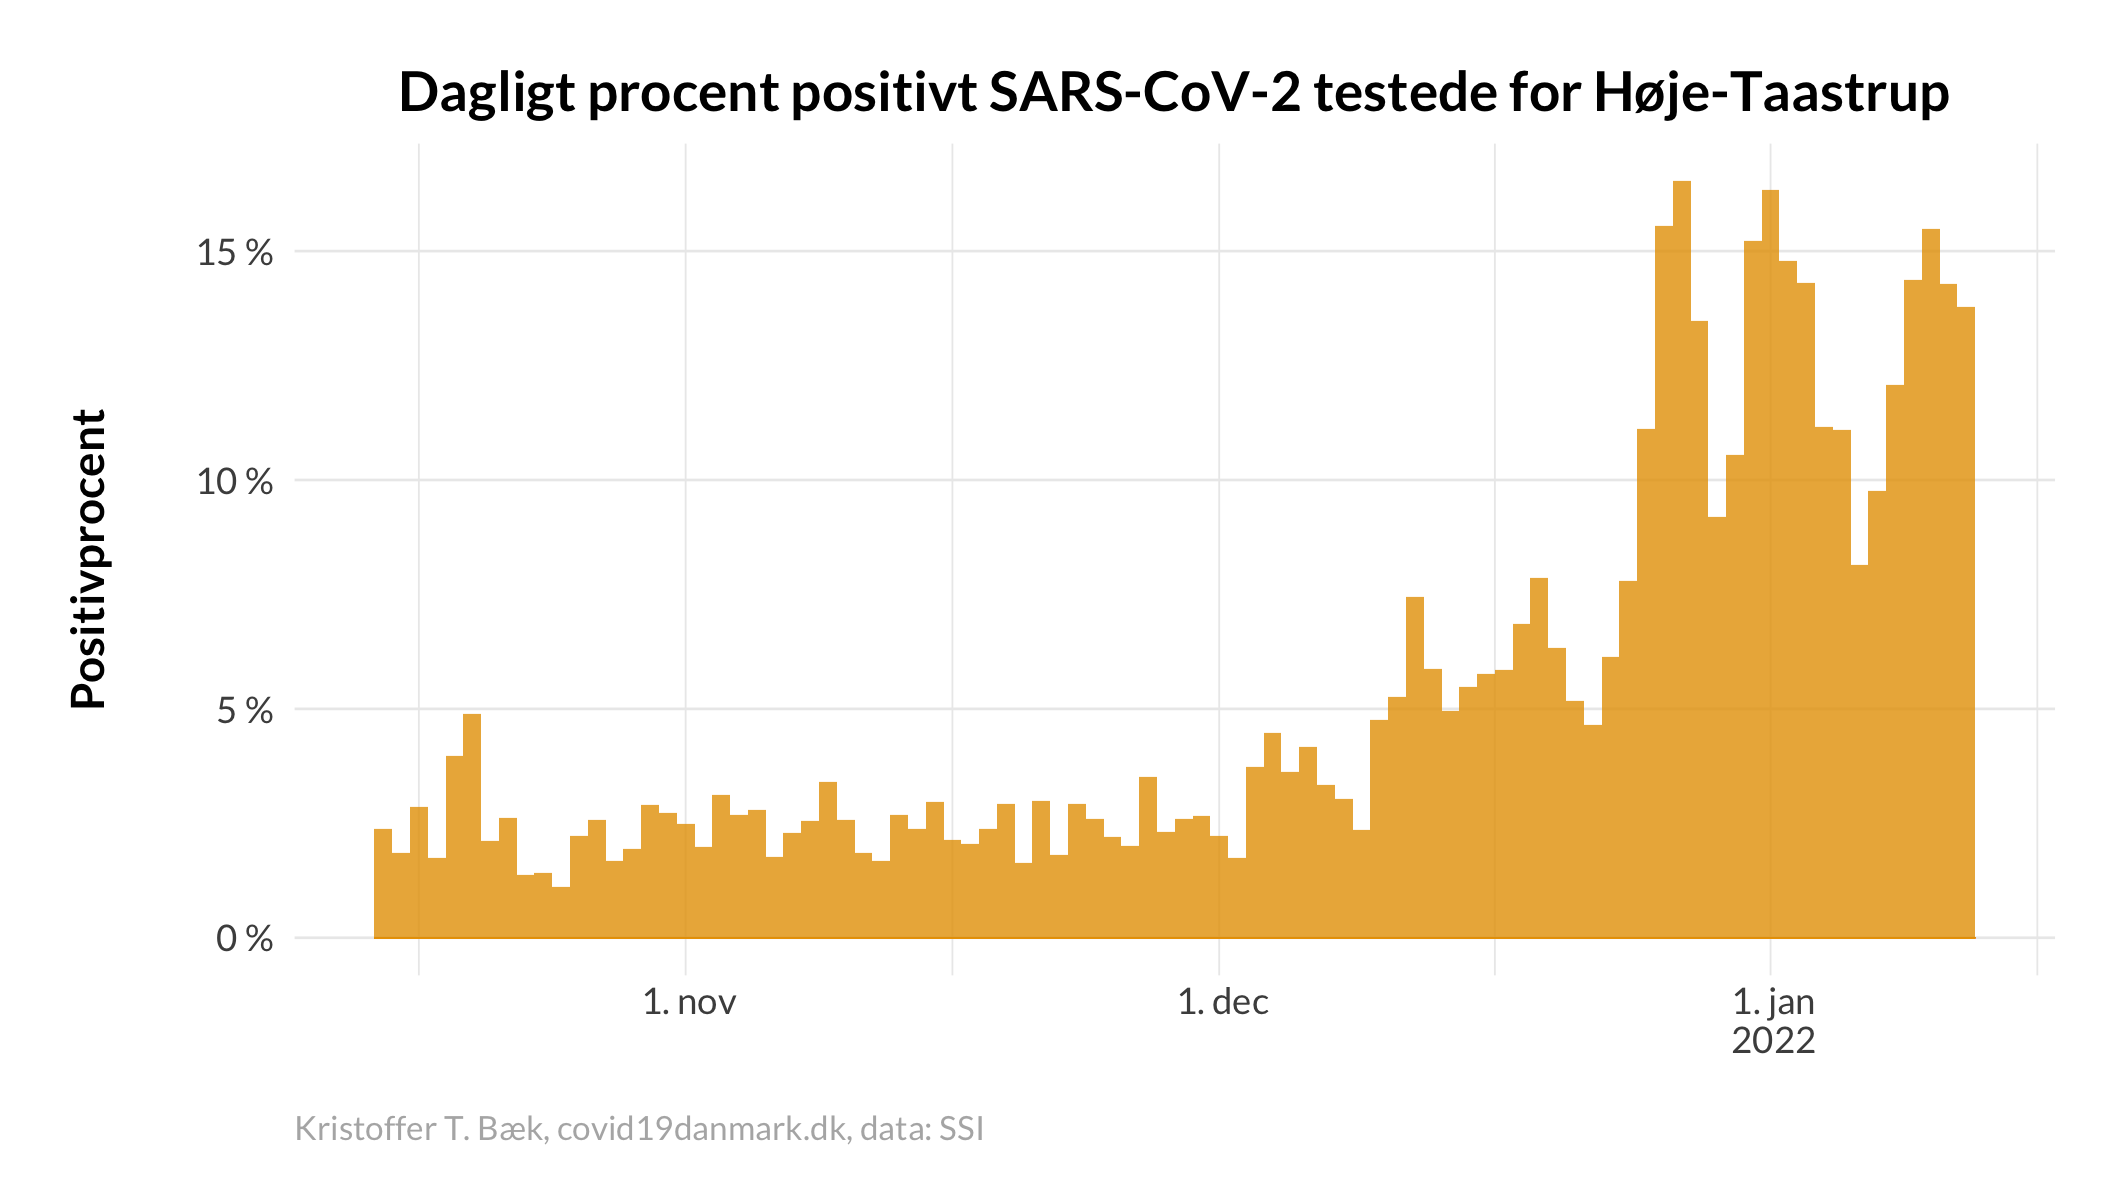 Dagligt procent positivt SARS-CoV-2 testede for Høje-Taastrup
Positivprocent
15 %
10 %
5 %
0 %
1. nov
1. dec
1. jan
2022
Kristoffer T. Bæk, covid19danmark.dk, data: SSI